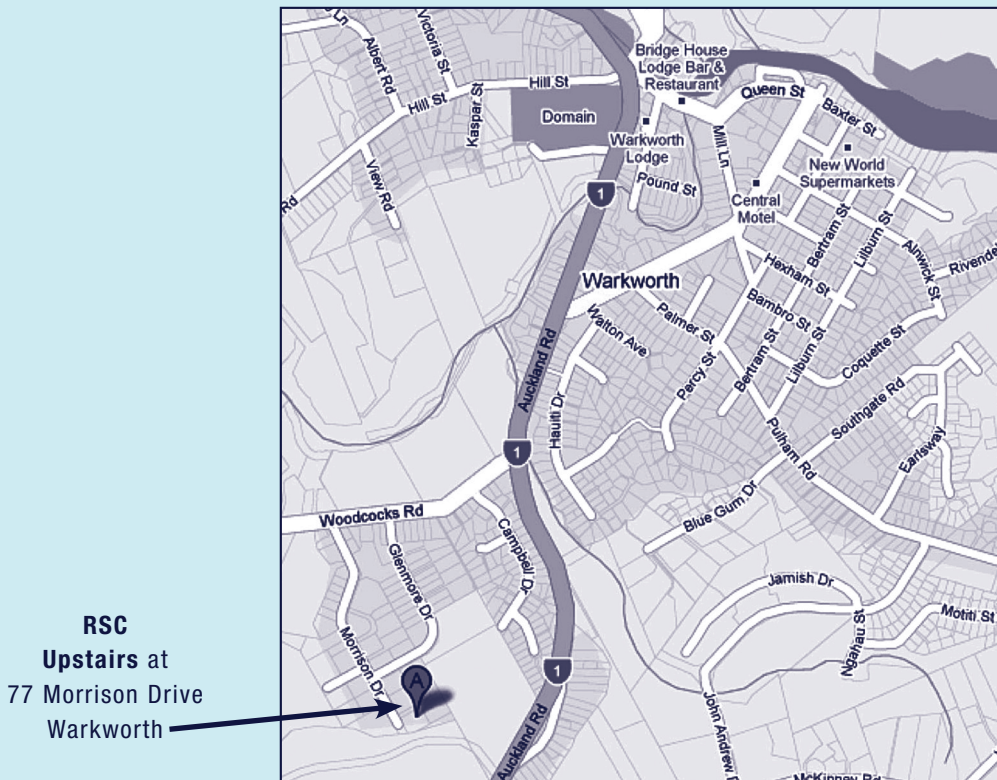 RSC
Upstairs at
77 Morrison Drive
Warkworth
A
Albert Rd
Victoria St
Hill St
Hill St
Kaspar St
View Rd
Rd
Domain
Bridge House
Lodge Bar &
Restaurant
Queen St
Baxter St
Warkworth
Lodge
Mill Ln
New World
Supermarkets
Pound St
Central
Motel
1
Warkworth
Bertram St
Lilburn St
Alnwick St
Hexham St
Bambro St
Palmer St
Walton Ave
Percy St
Bertram St
Lilburn St
Coquette St
Auckland Rd
Hauiti Dr
Southgate Rd
Pulham Rd
Earlsway
Blue Gum Dr
1
Woodcocks Rd
Campbell Dr
Glenmore Dr
Morrison Dr
Jamish Dr
Ngahau St
Motiti St
1
Auckland Rd
John Andrew
McKinney Rd